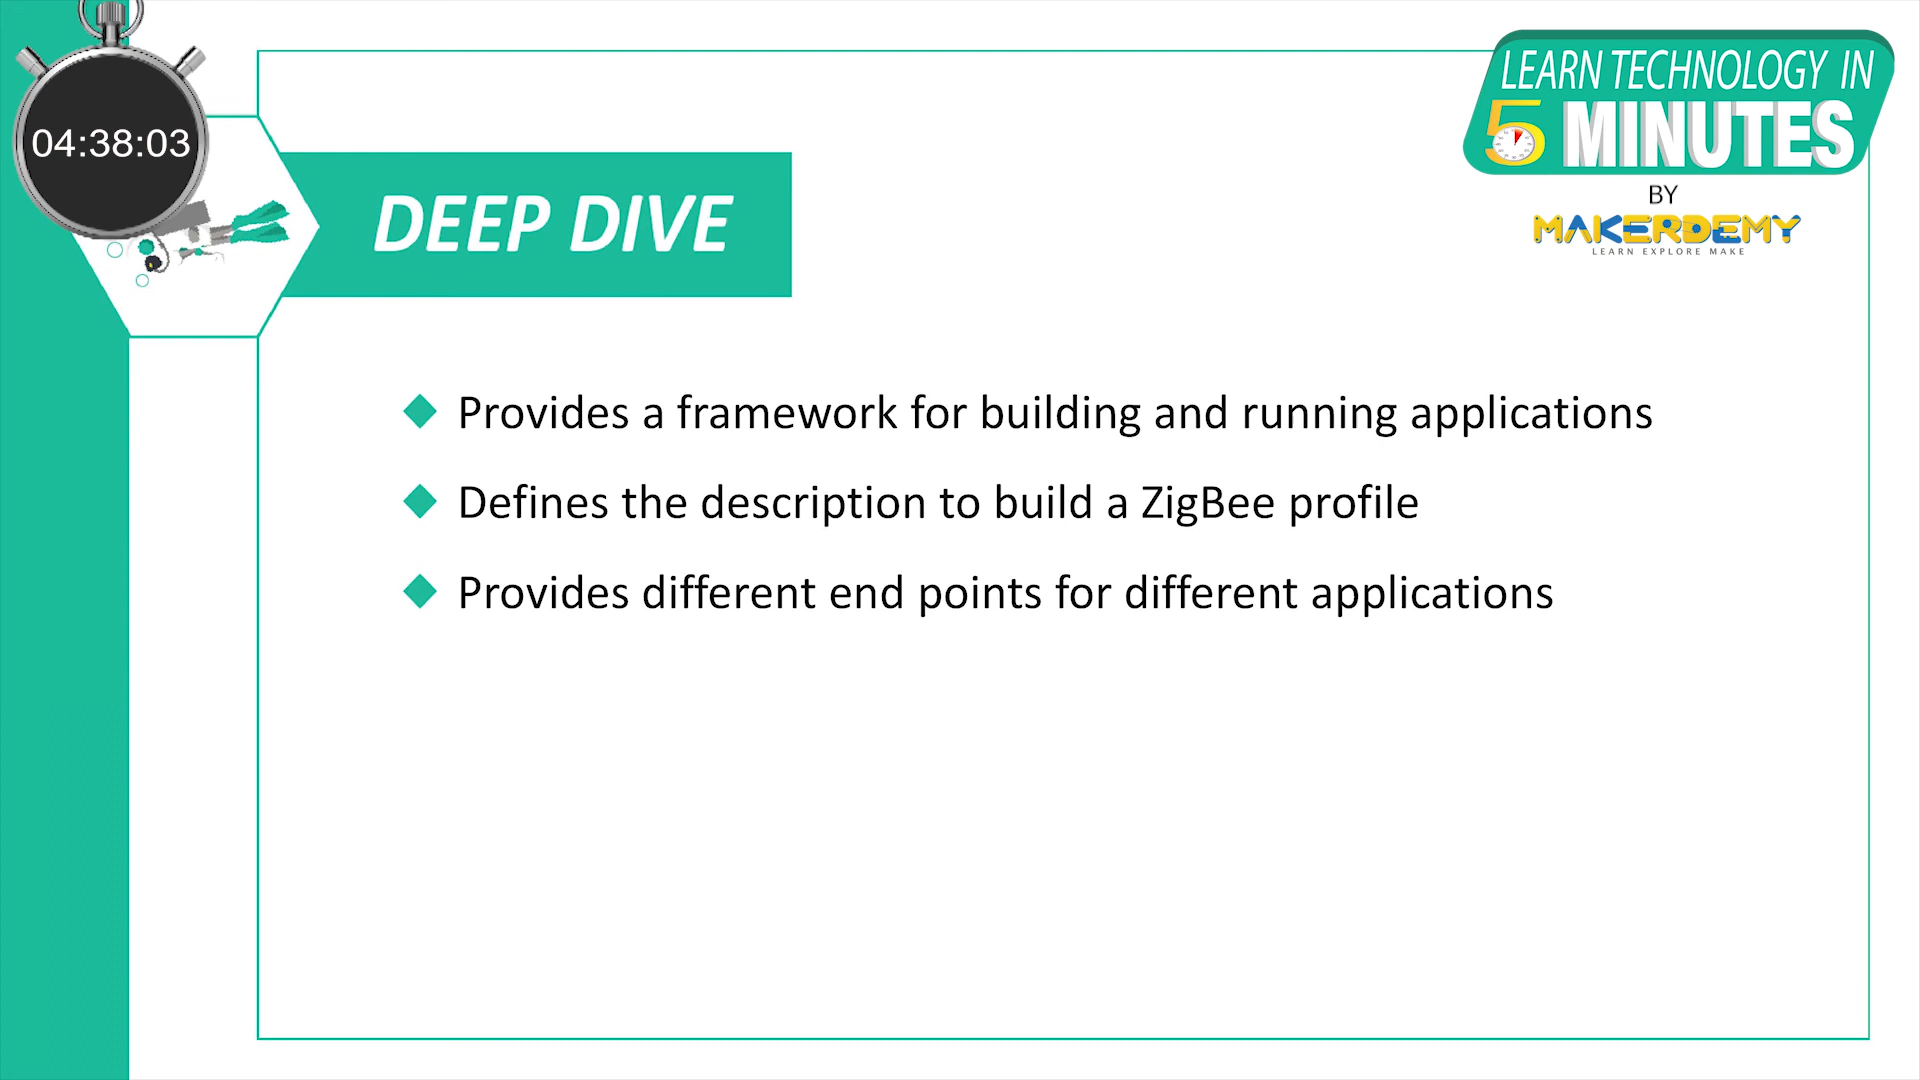 04:38:03
LEARN TECHNOLOGY IN
5 MINUTES
BY
MAKERDEMY
LEARN EXPLORE MAKE
DEEP DIVE
Provides a framework for building and running applications
Defines the description to build a ZigBee profile
Provides different end points for different applications